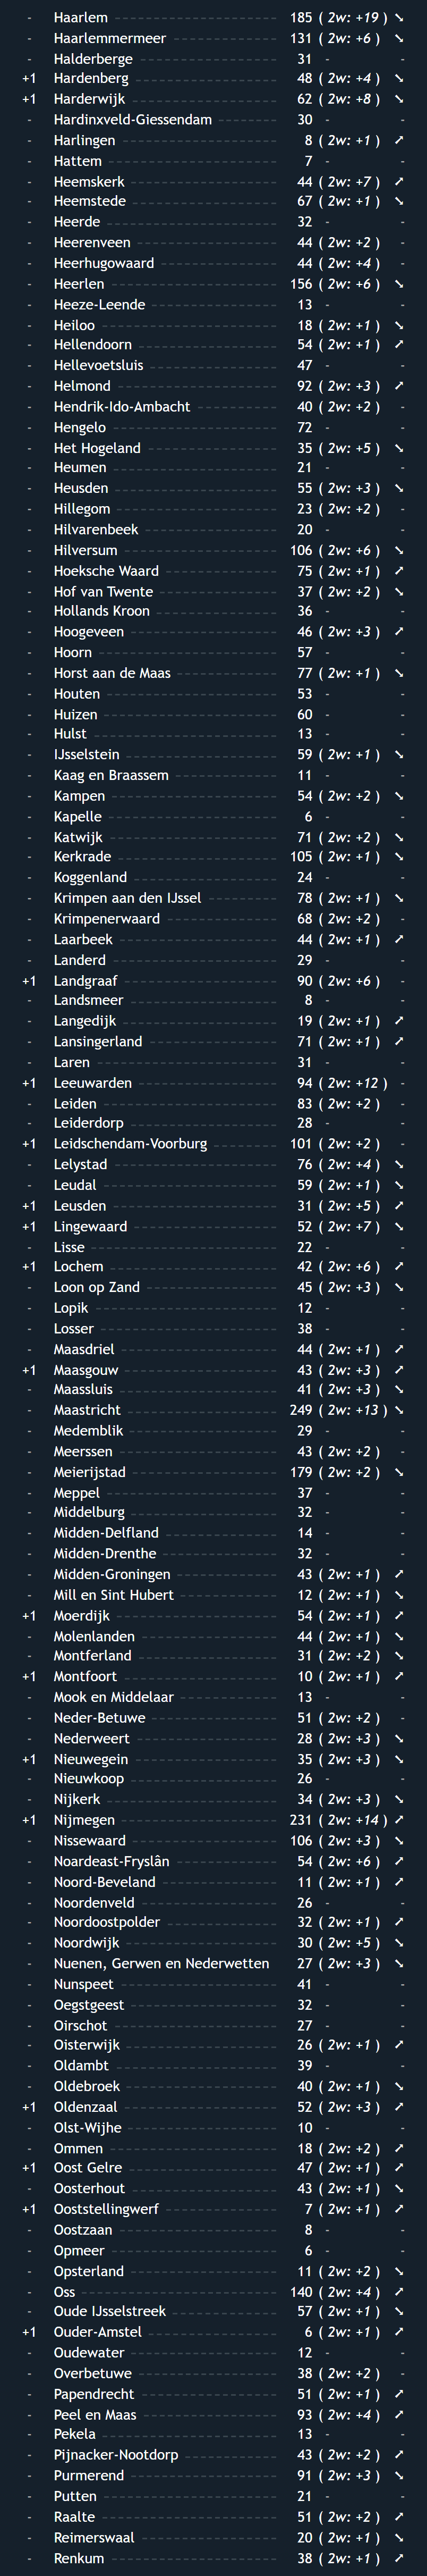 - Haarlem 185 ( 2w: +19 ) ➘
- Haarlemmermeer 131 ( 2w: +6 ) ➘
- Halderberge 31 - -
+1 Hardenberg 48 ( 2w: +4 ) ➘
+1 Harderwijk 62 ( 2w: +8 ) ➘
- Hardinxveld-Giessendam 30 - -
- Harlingen 8 ( 2w: +1 ) ➚
- Hattem 7 - -
- Heemskerk 44 ( 2w: +7 ) ➚
- Heemstede 67 ( 2w: +1 ) ➘
- Heerde 32 - -
- Heerenveen 44 ( 2w: +2 ) -
- Heerhugowaard 44 ( 2w: +4 ) -
- Heerlen 156 ( 2w: +6 ) ➘
- Heeze-Leende 13 - -
- Heiloo 18 ( 2w: +1 ) ➘
- Hellendoorn 54 ( 2w: +1 ) ➚
- Hellevoetsluis 47 - -
- Helmond 92 ( 2w: +3 ) ➚
- Hendrik-Ido-Ambacht 40 ( 2w: +2 ) -
- Hengelo 72 - -
- Het Hogeland 35 ( 2w: +5 ) ➘
- Heumen 21 - -
- Heusden 55 ( 2w: +3 ) ➘
- Hillegom 23 ( 2w: +2 ) -
- Hilvarenbeek 20 - -
- Hilversum 106 ( 2w: +6 ) ➘
- Hoeksche Waard 75 ( 2w: +1 ) ➚
- Hof van Twente 37 ( 2w: +2 ) ➘
- Hollands Kroon 36 - -
- Hoogeveen 46 ( 2w: +3 ) ➚
- Hoorn 57 - -
- Horst aan de Maas 77 ( 2w: +1 ) ➘
- Houten 53 - -
- Huizen 60 - -
- Hulst 13 - -
- IJsselstein 59 ( 2w: +1 ) ➘
- Kaag en Braassem 11 - -
- Kampen 54 ( 2w: +2 ) ➘
- Kapelle 6 - -
- Katwijk 71 ( 2w: +2 ) ➘
- Kerkrade 105 ( 2w: +1 ) ➘
- Koggenland 24 - -
- Krimpen aan den IJssel 78 ( 2w: +1 ) ➘
- Krimpenerwaard 68 ( 2w: +2 ) -
- Laarbeek 44 ( 2w: +1 ) ➚
- Landerd 29 - -
+1 Landgraaf 90 ( 2w: +6 ) -
- Landsmeer 8 - -
- Langedijk 19 ( 2w: +1 ) ➚
- Lansingerland 71 ( 2w: +1 ) ➚
- Laren 31 - -
+1 Leeuwarden 94 ( 2w: +12 ) -
- Leiden 83 ( 2w: +2 ) -
- Leiderdorp 28 - -
+1 Leidschendam-Voorburg 101 ( 2w: +2 ) -
- Lelystad 76 ( 2w: +4 ) ➘
- Leudal 59 ( 2w: +1 ) ➘
+1 Leusden 31 ( 2w: +5 ) ➚
+1 Lingewaard 52 ( 2w: +7 ) ➘
- Lisse 22 - -
+1 Lochem 42 ( 2w: +6 ) ➚
- Loon op Zand 45 ( 2w: +3 ) ➘
- Lopik 12 - -
- Losser 38 - -
- Maasdriel 44 ( 2w: +1 ) ➚
+1 Maasgouw 43 ( 2w: +3 ) ➚
- Maassluis 41 ( 2w: +3 ) ➘
- Maastricht 249 ( 2w: +13 ) ➘
- Medemblik 29 - -
- Meerssen 43 ( 2w: +2 ) -
- Meierijstad 179 ( 2w: +2 ) ➘
- Meppel 37 - -
- Middelburg 32 - -
- Midden-Delfland 14 - -
- Midden-Drenthe 32 - -
- Midden-Groningen 43 ( 2w: +1 ) ➚
- Mill en Sint Hubert 12 ( 2w: +1 ) ➘
+1 Moerdijk 54 ( 2w: +1 ) ➚
- Molenlanden 44 ( 2w: +1 ) ➘
- Montferland 31 ( 2w: +2 ) ➘
+1 Montfoort 10 ( 2w: +1 ) ➚
- Mook en Middelaar 13 - -
- Neder-Betuwe 51 ( 2w: +2 ) -
- Nederweert 28 ( 2w: +3 ) ➘
+1 Nieuwegein 35 ( 2w: +3 ) ➘
- Nieuwkoop 26 - -
- Nijkerk 34 ( 2w: +3 ) ➘
+1 Nijmegen 231 ( 2w: +14 ) ➚
- Nissewaard 106 ( 2w: +3 ) ➘
- Noardeast-Fryslân 54 ( 2w: +6 ) ➚
- Noord-Beveland 11 ( 2w: +1 ) ➚
- Noordenveld 26 - -
- Noordoostpolder 32 ( 2w: +1 ) ➚
- Noordwijk 30 ( 2w: +5 ) ➘
- Nuenen, Gerwen en Nederwetten 27 ( 2w: +3 ) ➘
- Nunspeet 41 - -
- Oegstgeest 32 - -
- Oirschot 27 - -
- Oisterwijk 26 ( 2w: +1 ) ➚
- Oldambt 39 - -
- Oldebroek 40 ( 2w: +1 ) ➘
+1 Oldenzaal 52 ( 2w: +3 ) ➚
- Olst-Wijhe 10 - -
- Ommen 18 ( 2w: +2 ) ➚
+1 Oost Gelre 47 ( 2w: +1 ) ➚
- Oosterhout 43 ( 2w: +1 ) ➘
+1 Ooststellingwerf 7 ( 2w: +1 ) ➚
- Oostzaan 8 - -
- Opmeer 6 - -
- Opsterland 11 ( 2w: +2 ) ➘
- Oss 140 ( 2w: +4 ) ➚
- Oude IJsselstreek 57 ( 2w: +1 ) ➘
+1 Ouder-Amstel 6 ( 2w: +1 ) ➚
- Oudewater 12 - -
- Overbetuwe 38 ( 2w: +2 ) -
- Papendrecht 51 ( 2w: +1 ) ➚
- Peel en Maas 93 ( 2w: +4 ) ➚
- Pekela 13 - -
- Pijnacker-Nootdorp 43 ( 2w: +2 ) ➚
- Purmerend 91 ( 2w: +3 ) ➘
- Putten 21 - -
- Raalte 51 ( 2w: +2 ) ➚
- Reimerswaal 20 ( 2w: +1 ) ➘
- Renkum 38 ( 2w: +1 ) ➚